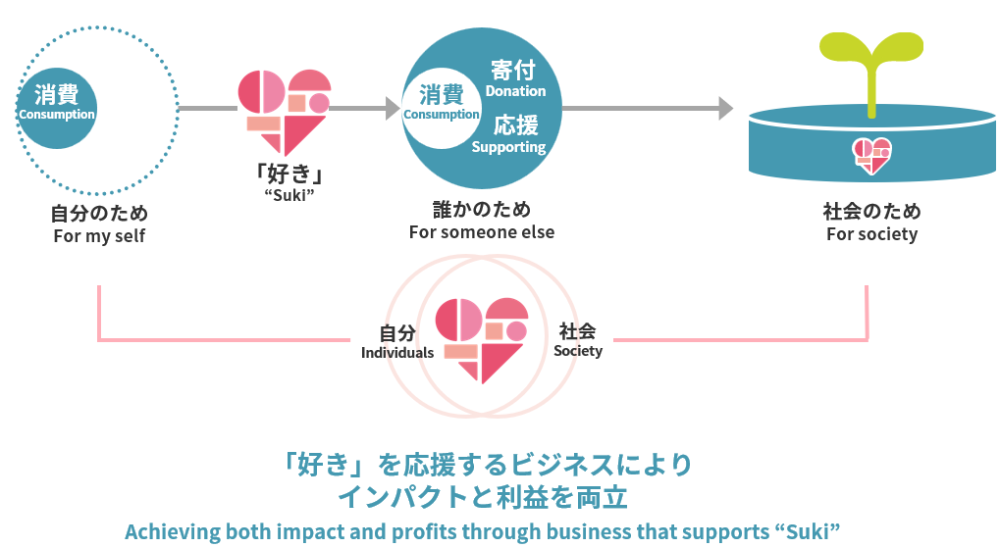 消費
Consumption
自分のため
For my self
「好き」
“Suki”
消費
Consumption
寄付
Donation
応援
Supporting
誰かのため
For someone else
社会のため
For society
自分
Individuals
社会
Society
「好き」を応援するビジネスにより
インパクトと利益を両立
Achieving both impact and profits through business that supports “Suki”